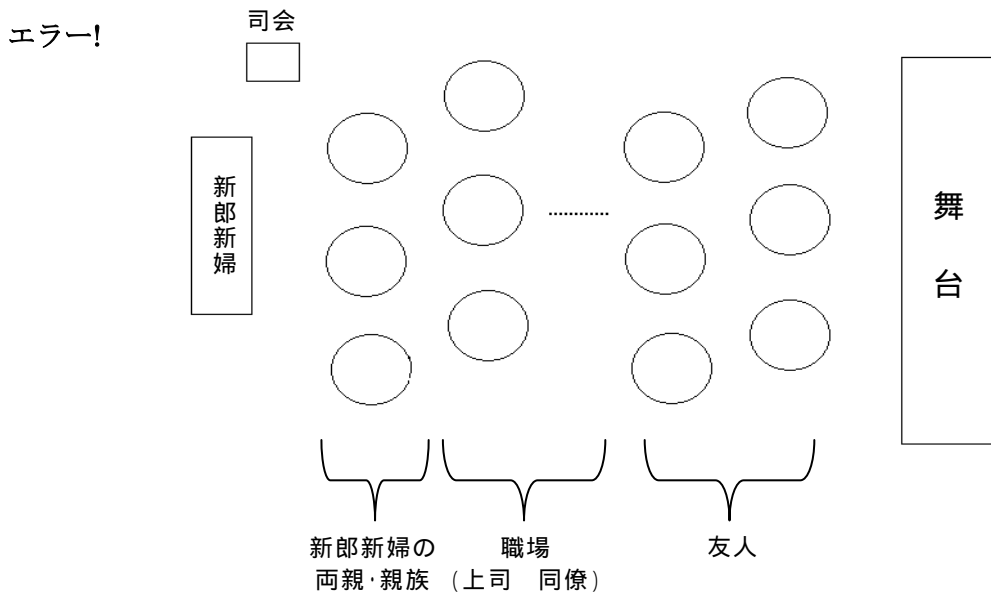 エラー!
司会
新郎新婦
舞台
新郎新婦の
両親・親族
職場
(上司　同僚)
友人